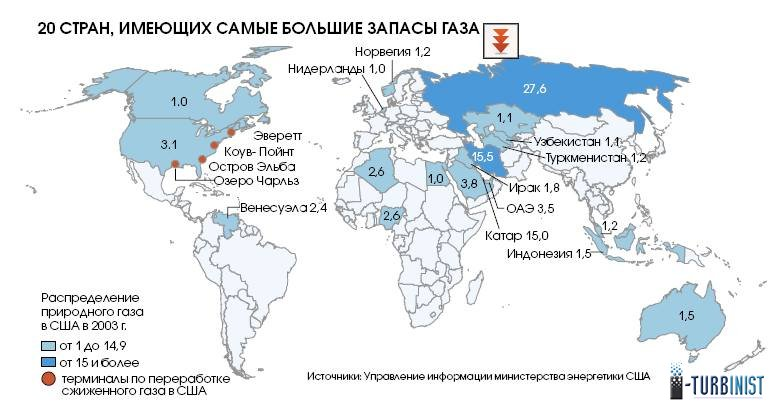 20 СТРАН, ИМЕЮЩИХ САМЫЕ БОЛЬШИЕ ЗАПАСЫ ГАЗА
Норвегия 1,2
Нидерланды 1,0
27,6
1.0
3.1
1,1
Эверетт
Коув- Пойнт
Остров Эльба
Озеро Чарльз
Узбекистан 1,1
Туркменистан 1,2
15,5
2,6
1,0
3,8
Ирак 1,8
ОАЭ 3,5
Венесуэла 2,4
2,6
Катар 15,0
1,2
Индонезия 1,5
1,5
Распределение
природного газа
в США в 2003 г.
от 1 до 14,9
от 15 и более
терминалы по переработке
сжиженного газа в США
Источники: Управление информации министерства энергетики США
I-TURBINIST